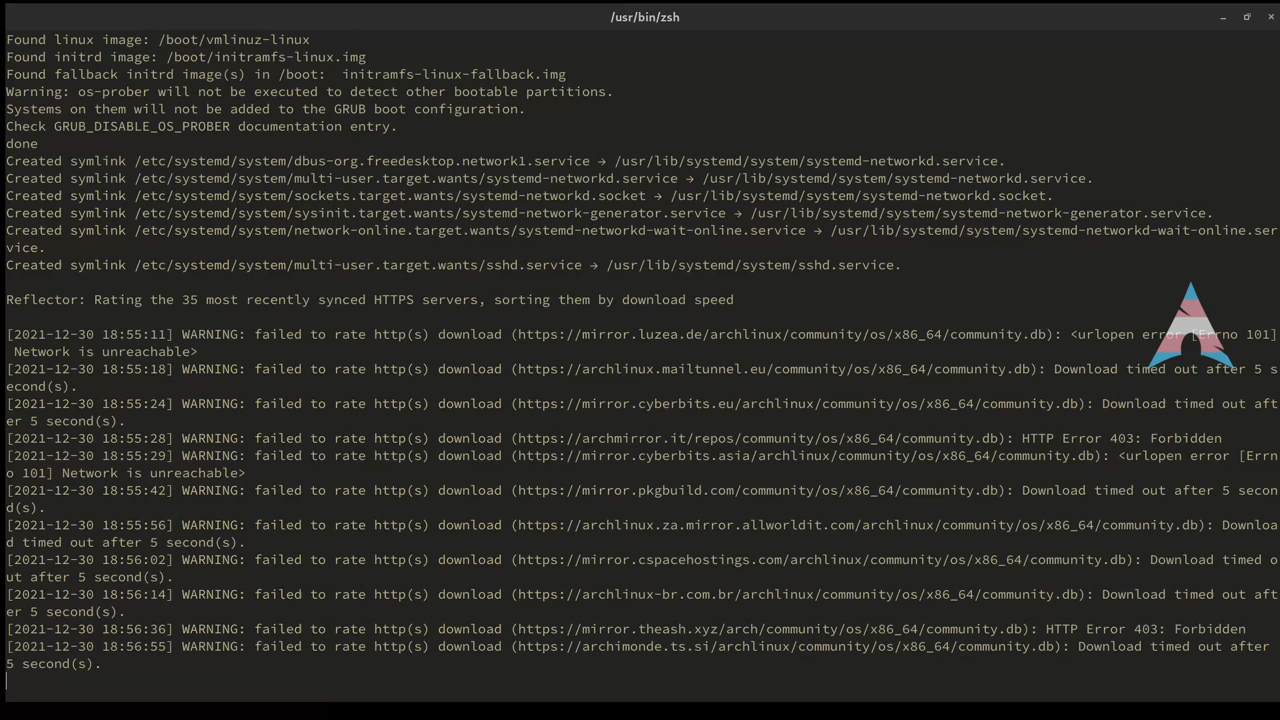 /usr/bin/zsh
Found linux image: /boot/vmlinuz-linux
Found initrd image: /boot/initramfs-linux.img
Found fallback initrd image(s) in /boot:  initramfs-linux-fallback.img
Warning: os-prober will not be executed to detect other bootable partitions.
Systems on them will not be added to the GRUB boot configuration.
Check GRUB_DISABLE_OS_PROBER documentation entry.
done
Created symlink /etc/systemd/system/dbus-org.freedesktop.network1.service → /usr/lib/systemd/system/systemd-networkd.service.
Created symlink /etc/systemd/system/multi-user.target.wants/systemd-networkd.service → /usr/lib/systemd/system/systemd-networkd.service.
Created symlink /etc/systemd/system/sockets.target.wants/systemd-networkd.socket → /usr/lib/systemd/system/systemd-networkd.socket.
Created symlink /etc/systemd/system/sysinit.target.wants/systemd-network-generator.service → /usr/lib/systemd/system/systemd-network-generator.service.
Created symlink /etc/systemd/system/network-online.target.wants/systemd-networkd-wait-online.service → /usr/lib/systemd/system/systemd-networkd-wait-online.ser
vice.
Created symlink /etc/systemd/system/multi-user.target.wants/sshd.service → /usr/lib/systemd/system/sshd.service.
Reflector: Rating the 35 most recently synced HTTPS servers, sorting them by download speed
[2021-12-30 18:55:11] WARNING: failed to rate http(s) download (https://mirror.luzea.de/archlinux/community/os/x86_64/community.db): <urlopen error [Errno 101]
 Network is unreachable>
[2021-12-30 18:55:18] WARNING: failed to rate http(s) download (https://archlinux.mailtunnel.eu/community/os/x86_64/community.db): Download timed out after 5 s
econd(s).
[2021-12-30 18:55:24] WARNING: failed to rate http(s) download (https://mirror.cyberbits.eu/archlinux/community/os/x86_64/community.db): Download timed out aft
er 5 second(s).
[2021-12-30 18:55:28] WARNING: failed to rate http(s) download (https://archmirror.it/repos/community/os/x86_64/community.db): HTTP Error 403: Forbidden
[2021-12-30 18:55:29] WARNING: failed to rate http(s) download (https://mirror.cyberbits.asia/archlinux/community/os/x86_64/community.db): <urlopen error [Errn
o 101] Network is unreachable>
[2021-12-30 18:55:42] WARNING: failed to rate http(s) download (https://mirror.pkgbuild.com/community/os/x86_64/community.db): Download timed out after 5 secon
d(s).
[2021-12-30 18:55:56] WARNING: failed to rate http(s) download (https://archlinux.za.mirror.allworldit.com/archlinux/community/os/x86_64/community.db): Downloa
d timed out after 5 second(s).
[2021-12-30 18:56:02] WARNING: failed to rate http(s) download (https://mirror.cspacehostings.com/archlinux/community/os/x86_64/community.db): Download timed o
ut after 5 second(s).
[2021-12-30 18:56:14] WARNING: failed to rate http(s) download (https://archlinux-br.com.br/archlinux/community/os/x86_64/community.db): Download timed out aft
er 5 second(s).
[2021-12-30 18:56:36] WARNING: failed to rate http(s) download (https://mirror.theash.xyz/arch/community/os/x86_64/community.db): HTTP Error 403: Forbidden
[2021-12-30 18:56:55] WARNING: failed to rate http(s) download (https://archimonde.ts.si/archlinux/community/os/x86_64/community.db): Download timed out after
5 second(s).